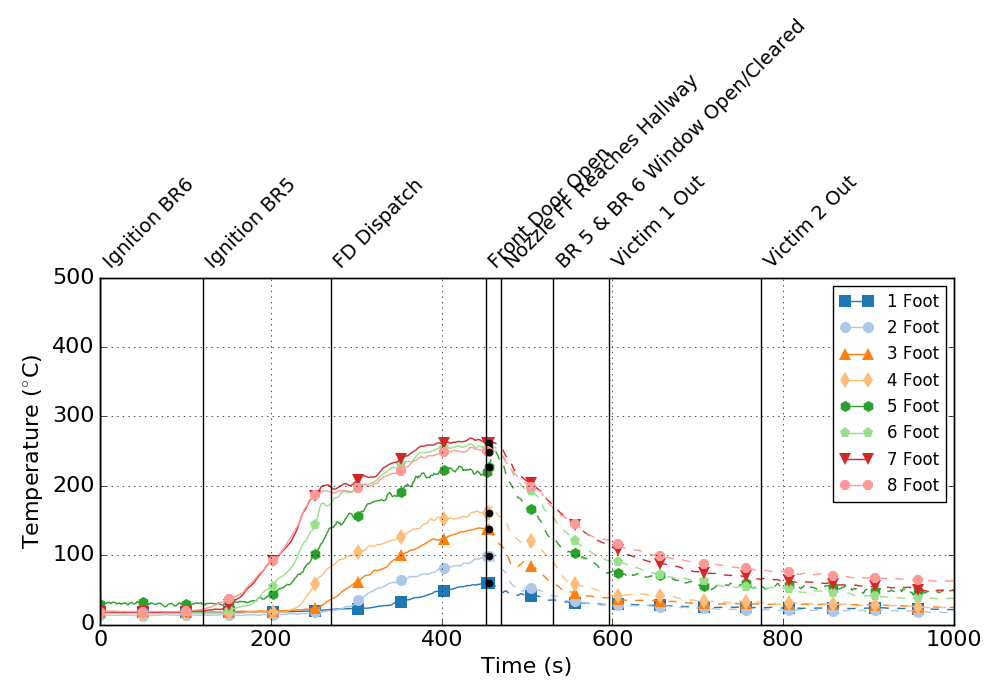 Ignition BR6
Ignition BR5
FD Dispatch
Front Door Open
Nozzle FF Reaches Hallway
BR 5 & BR 6 Window Open/Cleared
Victim 1 Out
Victim 2 Out
500
400
300
200
100
0
Temperature (°C)
1 Foot
2 Foot
3 Foot
4 Foot
5 Foot
6 Foot
7 Foot
8 Foot
0
200
400
600
800
1000
Time (s)